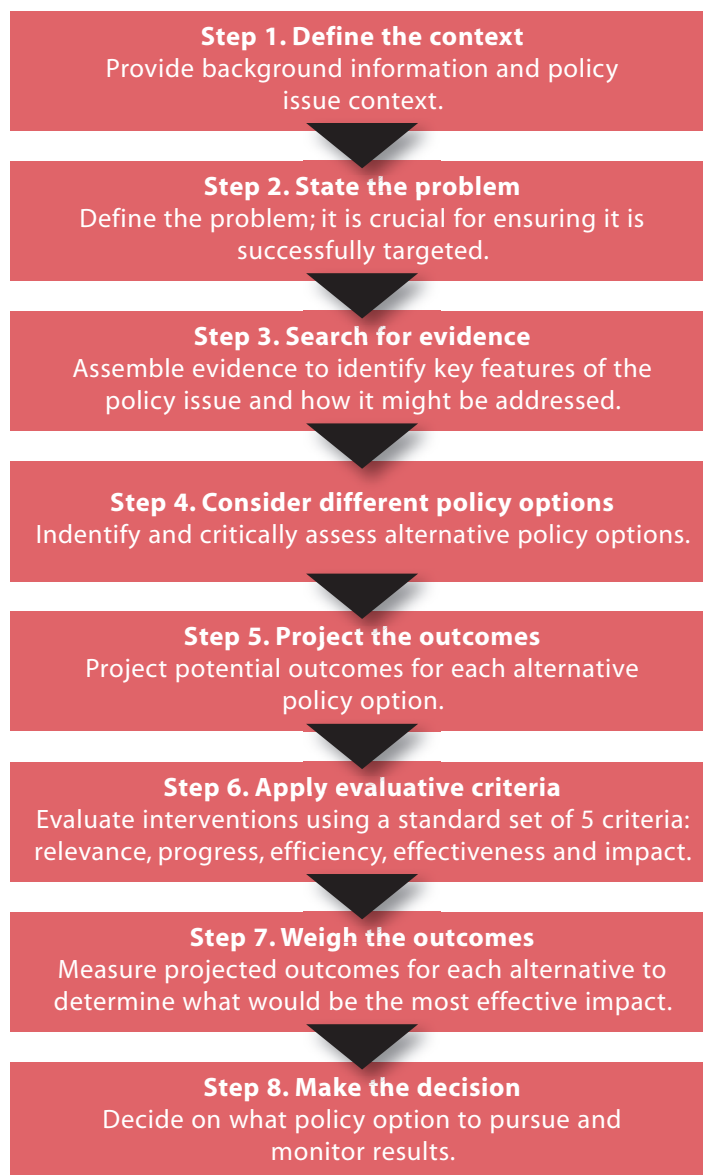 Step 1. Define the context
Provide background information and policy
issue context.
Step 2. State the problem
Define the problem; it is crucial for ensuring it is
successfully targeted.
Step 3. Search for evidence
Assemble evidence to identify key features of the
policy issue and how it might be addressed.
Step 4. Consider different policy options
Indentify and critically assess alternative policy options.
Step 5. Project the outcomes
Project potential outcomes for each alternative
policy option.
Step 6. Apply evaluative criteria
Evaluate interventions using a standard set of 5 criteria:
relevance, progress, efficiency, effectiveness and impact.
Step 7. Weigh the outcomes
Measure projected outcomes for each alternative to
determine what would be the most effective impact.
Step 8. Make the decision
Decide on what policy option to pursue and
monitor results.